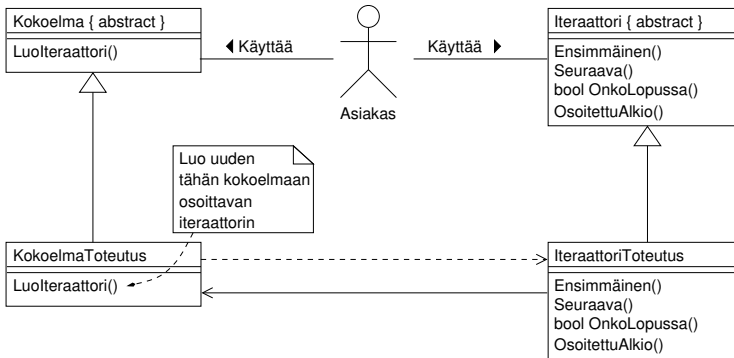 Kokoelma { abstract }
LuoIteraattori()
Käyttää
Asiakas
Käyttää
Iteraattori { abstract }
Ensimmäinen()
Seuraava()
bool OnkoLopussa()
OsoitettuAlkio()
Luo uuden
tähän kokoelmaan
osoittavan
iteraattorin
KokoelmaToteutus
LuoIteraattori()
IteraattoriToteutus
Ensimmäinen()
Seuraava()
bool OnkoLopussa()
OsoitettuAlkio()